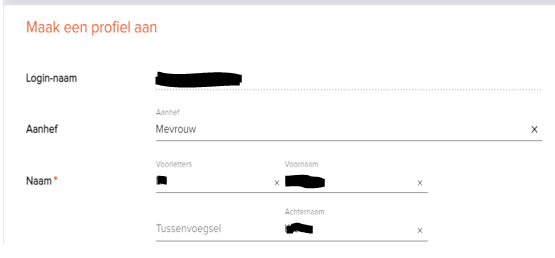 Maak een profiel aan
Login-naam
Aanhef
Aanhef
Mevrouw x
Voorletters Voornaam
Naam * x x
Achternaam
Tussenvoegsel x